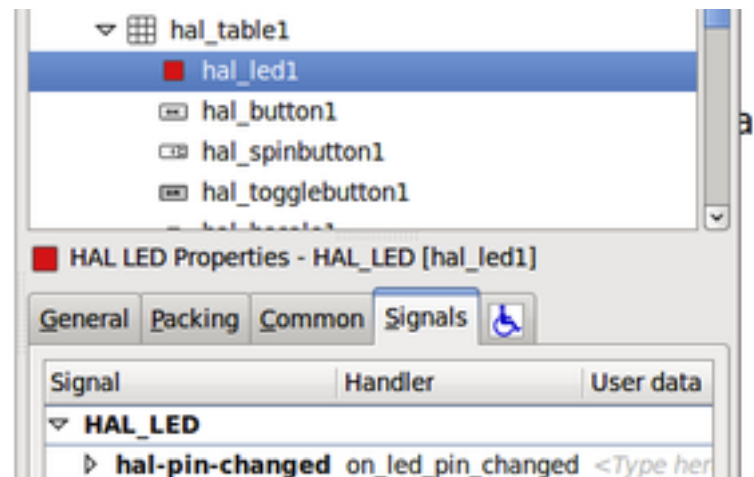 hal_table1
hal_led1
hal_button1
hal_spinbutton1
hal_togglebutton1
HAL LED Properties - HAL_LED [hal_led1]
General Packing Common Signals
Signal Handler User data
HAL_LED
hal-pin-changed on_led_pin_changed <Type her